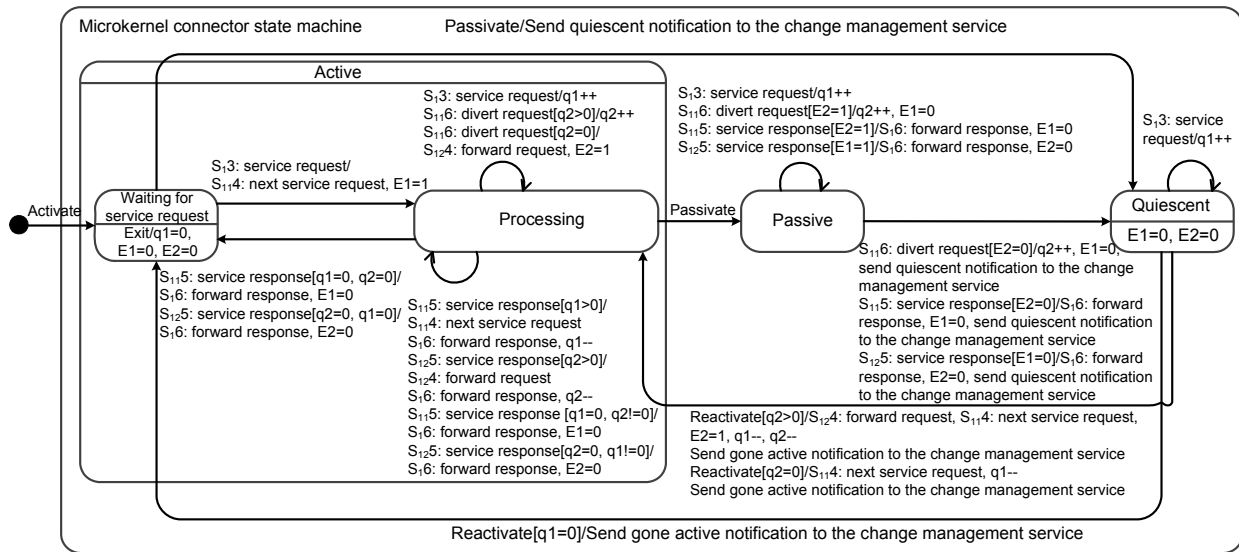 Microkernel connector state machine
Passivate/Send quiescent notification to the change management service
Active
S₁3: service request/q1++
S₁₁6: divert request[q2>0]/q2++
S₁₁6: divert request[q2=0]/
S₁₂4: forward request, E2=1
S₁3: service request/q1++
S₁₁6: divert request[E2=1]/q2++, E1=0
S₁₁5: service response[E2=1]/S₁6: forward response, E1=0
S₁₂5: service response[E1=1]/S₁6: forward response, E2=0
S₁3: service
request/q1++
S₁3: service request/
S₁₁4: next service request, E1=1
Activate
Waiting for
service request
Exit/q1=0,
E1=0, E2=0
Processing
Passivate
Passive
Quiescent
E1=0, E2=0
S₁₁5: service response[q1=0, q2=0]/
S₁6: forward response, E1=0
S₁₂5: service response[q2=0, q1=0]/
S₁6: forward response, E2=0
S₁₁5: service response[q1>0]/
S₁₁4: next service request
S₁6: forward response, q1--
S₁₂5: service response[q2>0]/
S₁₂4: forward request
S₁6: forward response, q2--
S₁₁5: service response [q1=0, q2!=0]/
S₁6: forward response, E1=0
S₁₂5: service response[q2=0, q1!=0]/
S₁6: forward response, E2=0
S₁₁6: divert request[E2=0]/q2++, E1=0,
send quiescent notification to the change
management service
S₁₁5: service response[E2=0]/S₁6: forward
response, E1=0, send quiescent notification
to the change management service
S₁₂5: service response[E1=0]/S₁6: forward
response, E2=0, send quiescent notification
to the change management service
Reactivate[q2>0]/S₁₂4: forward request, S₁₁4: next service request,
E2=1, q1--, q2--
Send gone active notification to the change management service
Reactivate[q2=0]/S₁₁4: next service request, q1--
Send gone active notification to the change management service
Reactivate[q1=0]/Send gone active notification to the change management service